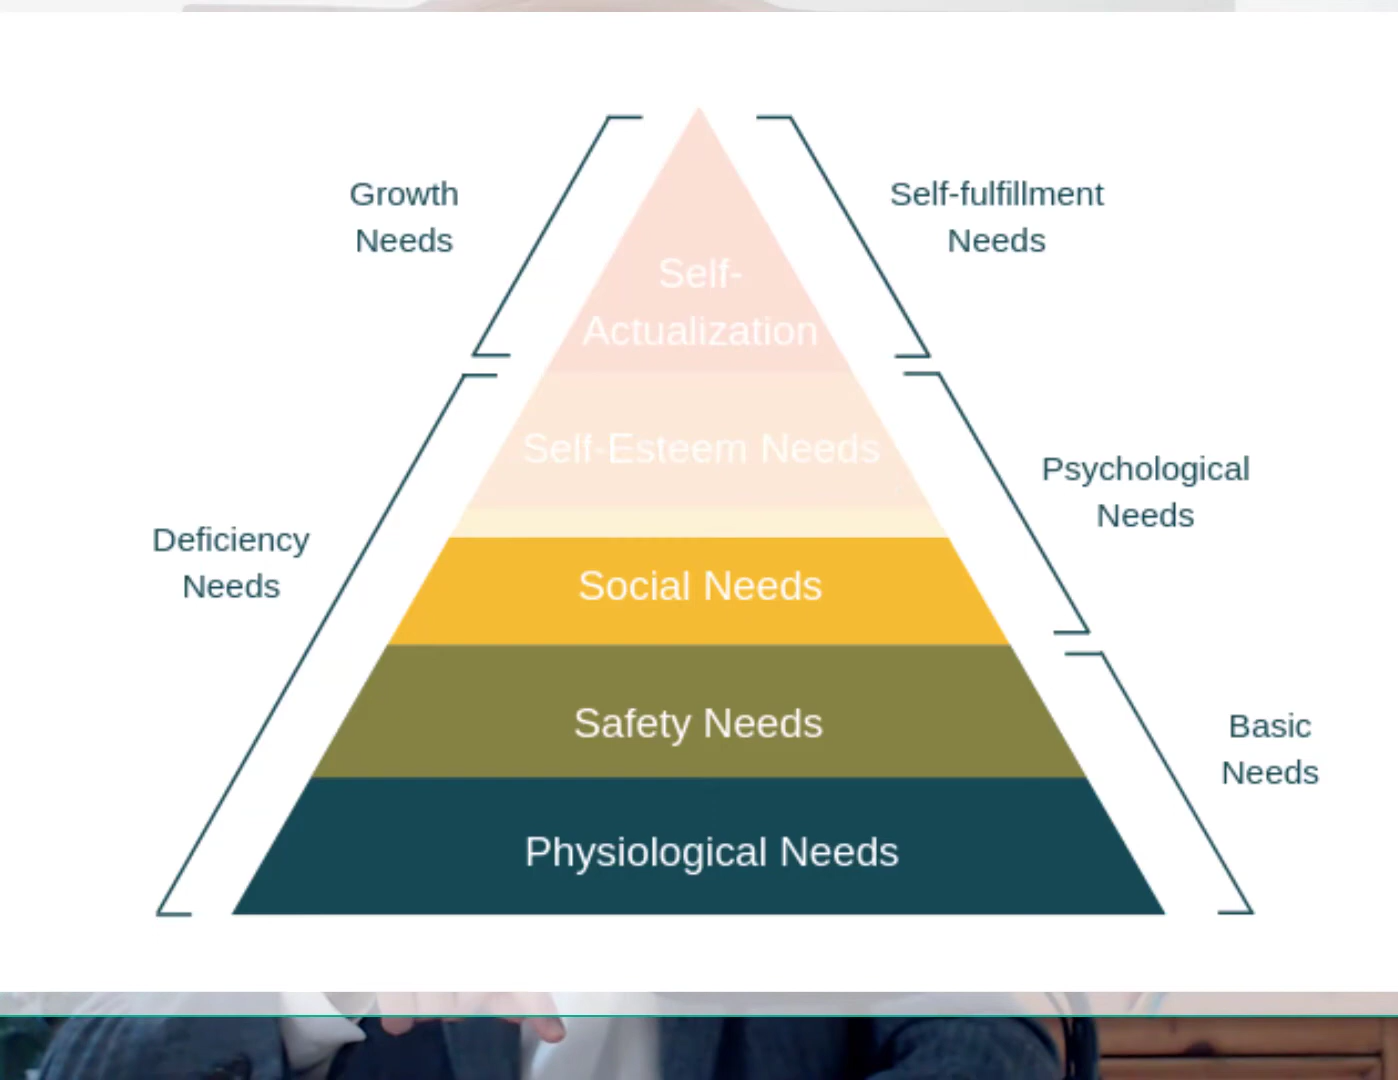 Growth
Needs
Self-fulfillment
Needs
Self-
Actualization
Self-Esteem Needs
Psychological
Needs
Deficiency
Needs
Social Needs
Safety Needs
Basic
Needs
Physiological Needs